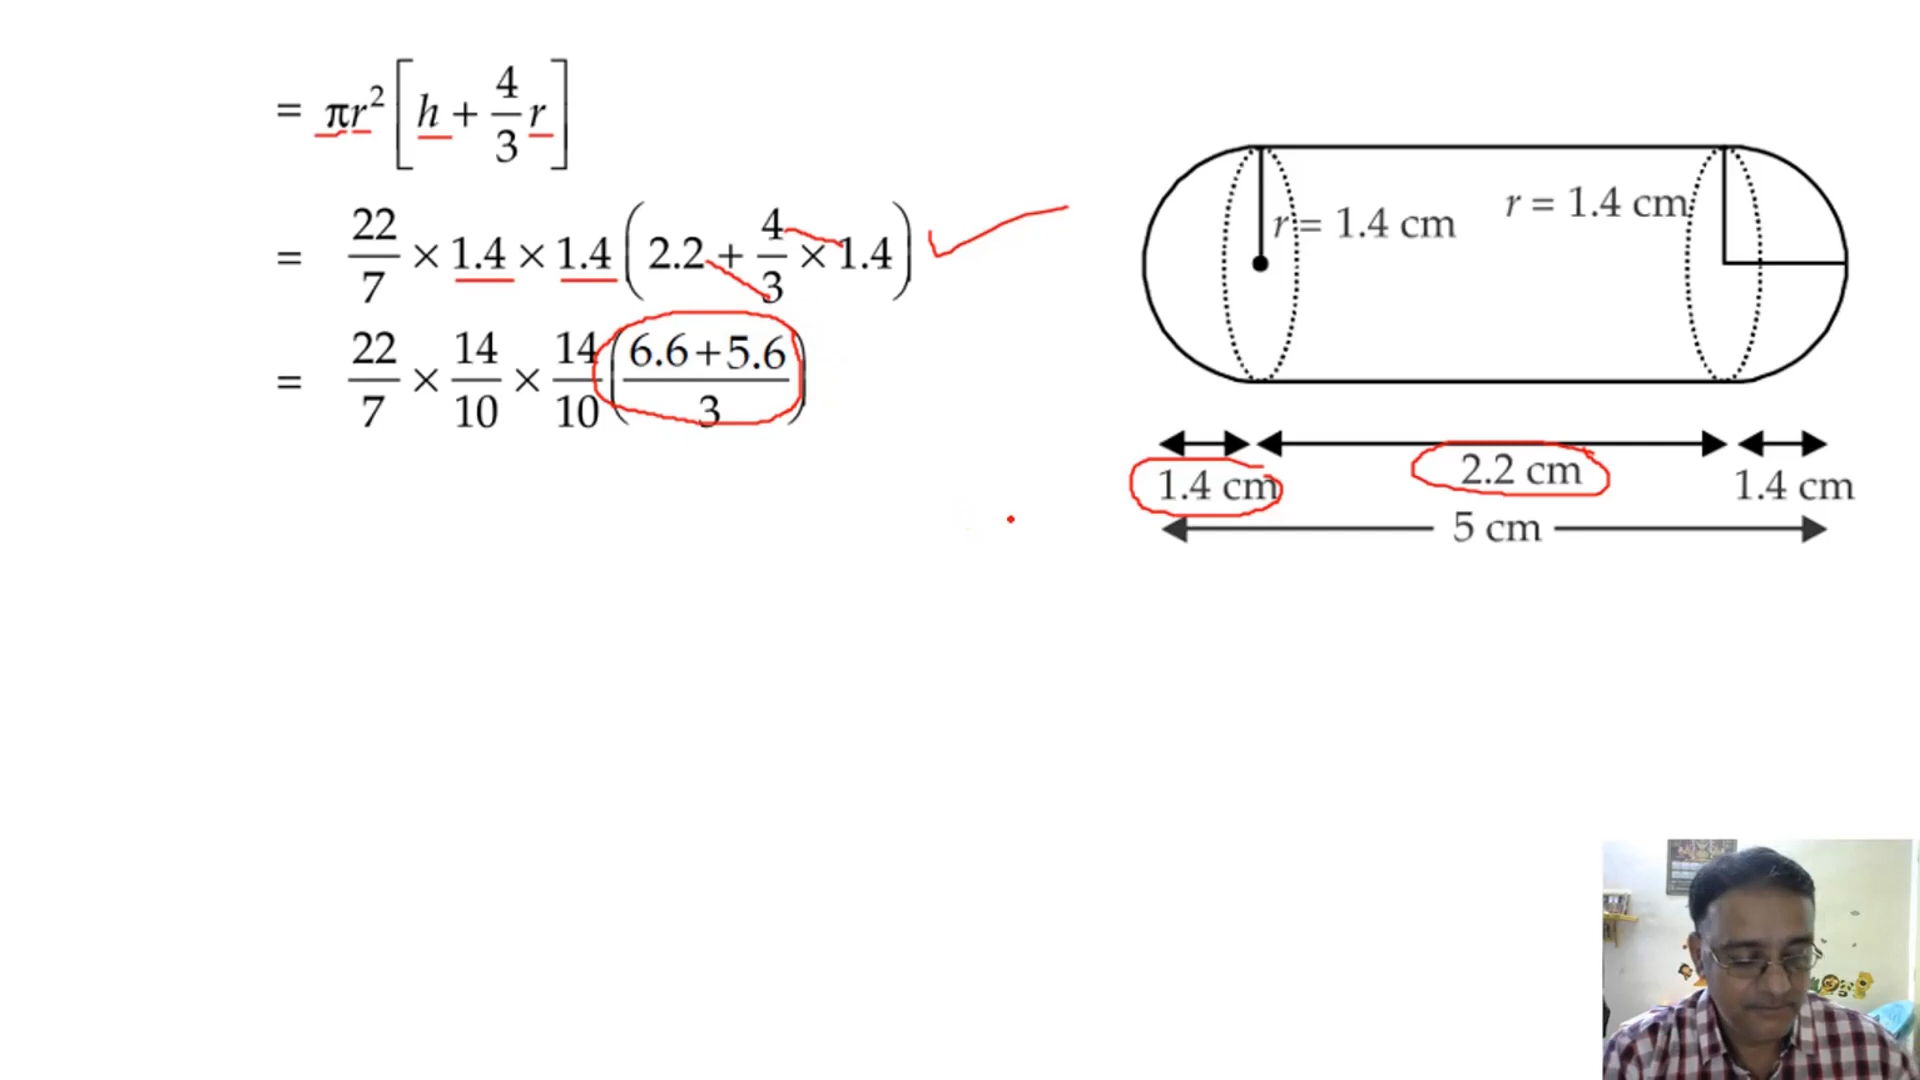 = πr²[h + 4/3 r]
= 22/7 × 1.4 × 1.4 (2.2 + 4/3 × 1.4)
= 22/7 × 14/10 × 14/10 ((6.6+5.6)/3)
r = 1.4 cm
r = 1.4 cm
1.4 cm 2.2 cm 1.4 cm
5 cm